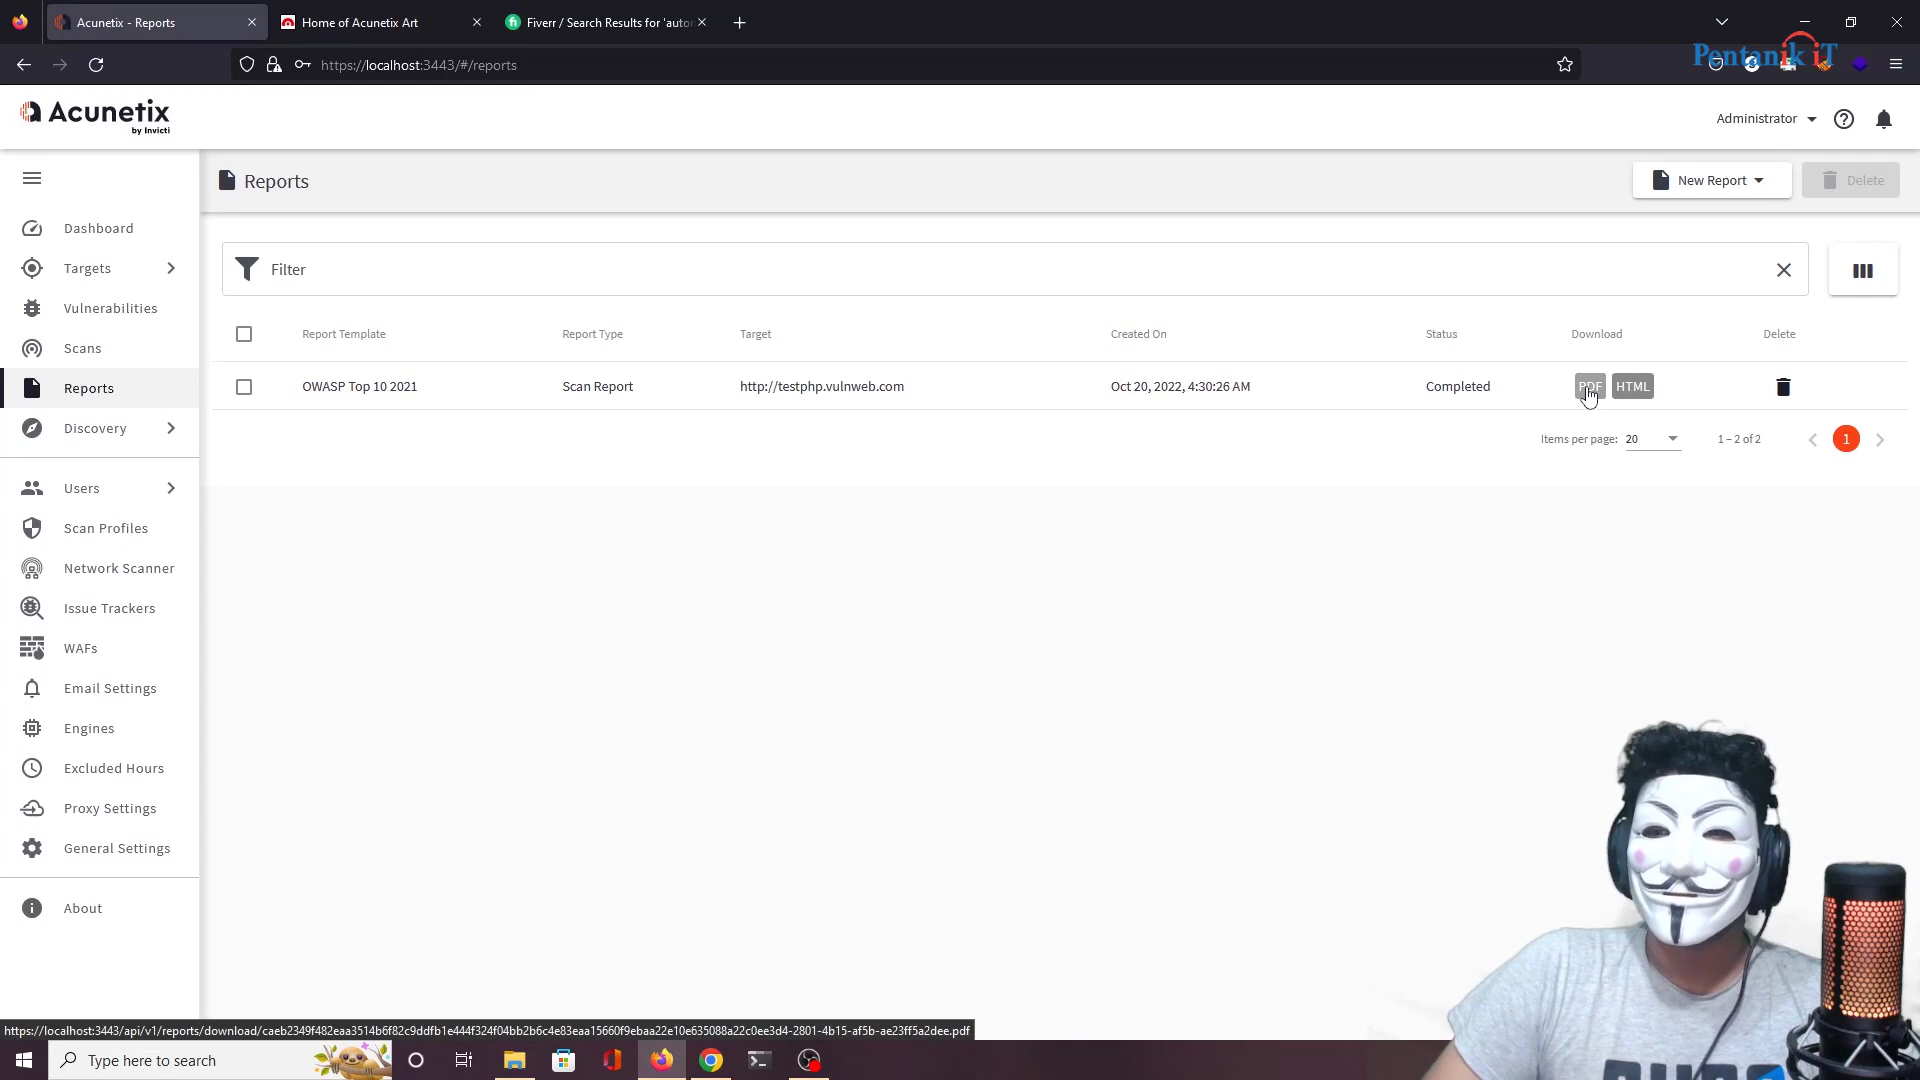 Acunetix - Reports
Home of Acunetix Art
Fiverr / Search Results for 'autor
https://localhost:3443/#/reports
Pentanik iT
Acunetix
by Invicti
Administrator
Reports
New Report
Delete
Dashboard
Targets
Vulnerabilities
Scans
Reports
Discovery
Users
Scan Profiles
Network Scanner
Issue Trackers
WAFs
Email Settings
Engines
Excluded Hours
Proxy Settings
General Settings
About
Filter
Report Template Report Type Target Created On Status Download Delete
OWASP Top 10 2021 Scan Report http://testphp.vulnweb.com Oct 20, 2022, 4:30:26 AM Completed PDF HTML
Items per page: 20 1 – 2 of 2 1
https://localhost:3443/api/v1/reports/download/caeb2349f482eaa3514b6f82c9ddfb1e444f324f04bb2b6c4e83eaa15660f9ebaa22e10e635088a22c0ee3d4-2801-4b15-af5b-ae23ff5a2dee.pdf
Type here to search